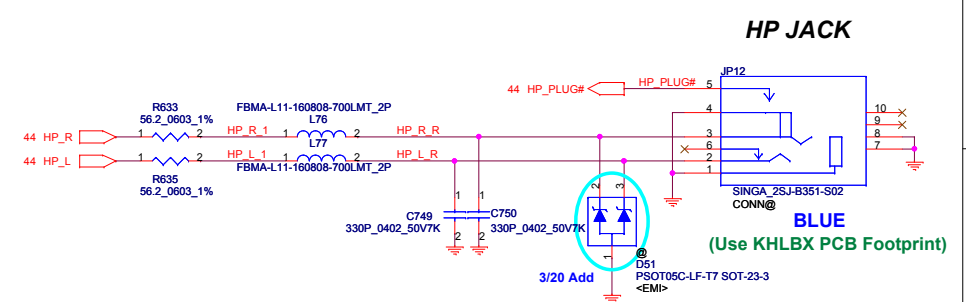 HP JACK
JP12
44 HP_PLUG#
HP_PLUG#
5
4
3
6
2
1
10
9
8
7
R633
56.2_0603_1%
FBMA-L11-160808-700LMT_2P
L76
44 HP_R
1
2
HP_R_1
1
2
HP_R_R
L77
44 HP_L
1
2
HP_L_1
1
2
HP_L_R
FBMA-L11-160808-700LMT_2P
R635
56.2_0603_1%
SINGA_2SJ-B351-S02
CONN@
1
1
2
3
C749
330P_0402_50V7K
C750
330P_0402_50V7K
2
2
1
BLUE
(Use KHLBX PCB Footprint)
@
D51
PSOT05C-LF-T7 SOT-23-3
<EMI>
3/20 Add